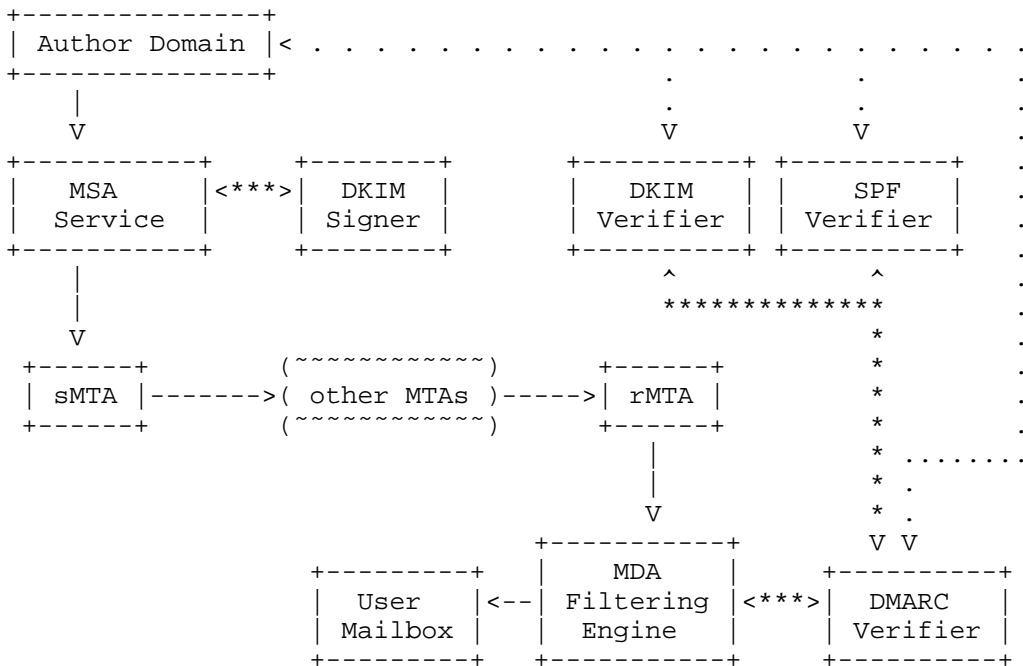 Author Domain
MSA
Service
DKIM
Signer
DKIM
Verifier
SPF
Verifier
sMTA
other MTAs
rMTA
User
Mailbox
MDA
Filtering
Engine
DMARC
Verifier